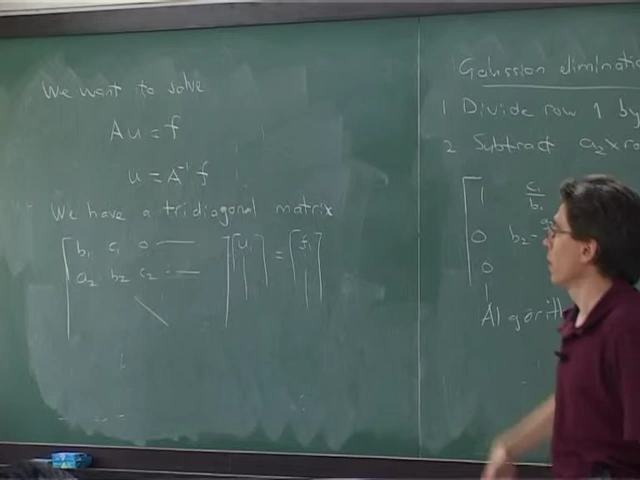 We want to solve
Au = f
u = A⁻¹ f
We have a tridiagonal matrix
b₁ c₁ 0 — u₁ = f₁
a₂ b₂ c₂ —
Gaussian eliminatio
1 Divide row 1 by
2 Subtract a₂ x ro
1 c₁/b₁
0 b₂ -
0
Algorit